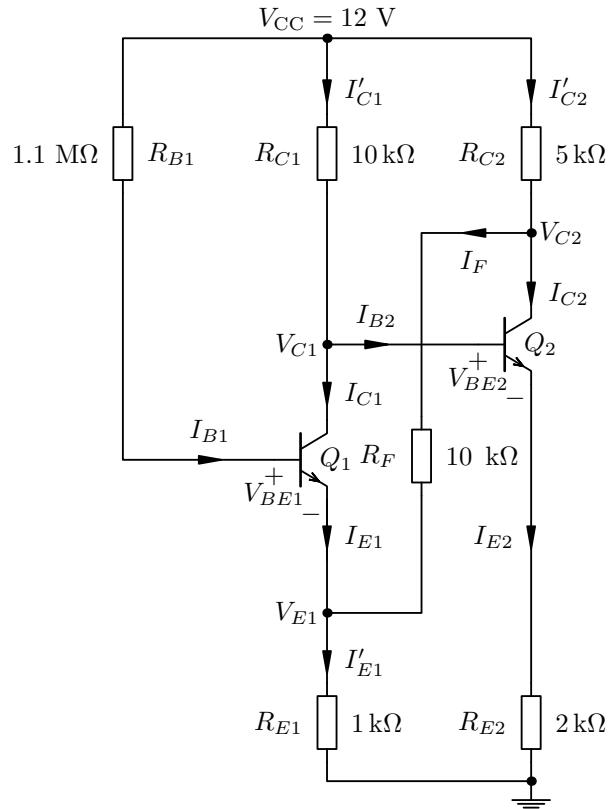 V_CC = 12 V
I'_C1
I'_C2
1.1 MΩ
R_B1
R_C1
10 kΩ
R_C2
5 kΩ
V_C2
I_F
I_C2
I_B2
V_C1
Q_2
+
V_BE2
−
I_C1
I_B1
Q_1
R_F
10 kΩ
+
V_BE1
−
I_E1
I_E2
V_E1
I'_E1
R_E1
1 kΩ
R_E2
2 kΩ